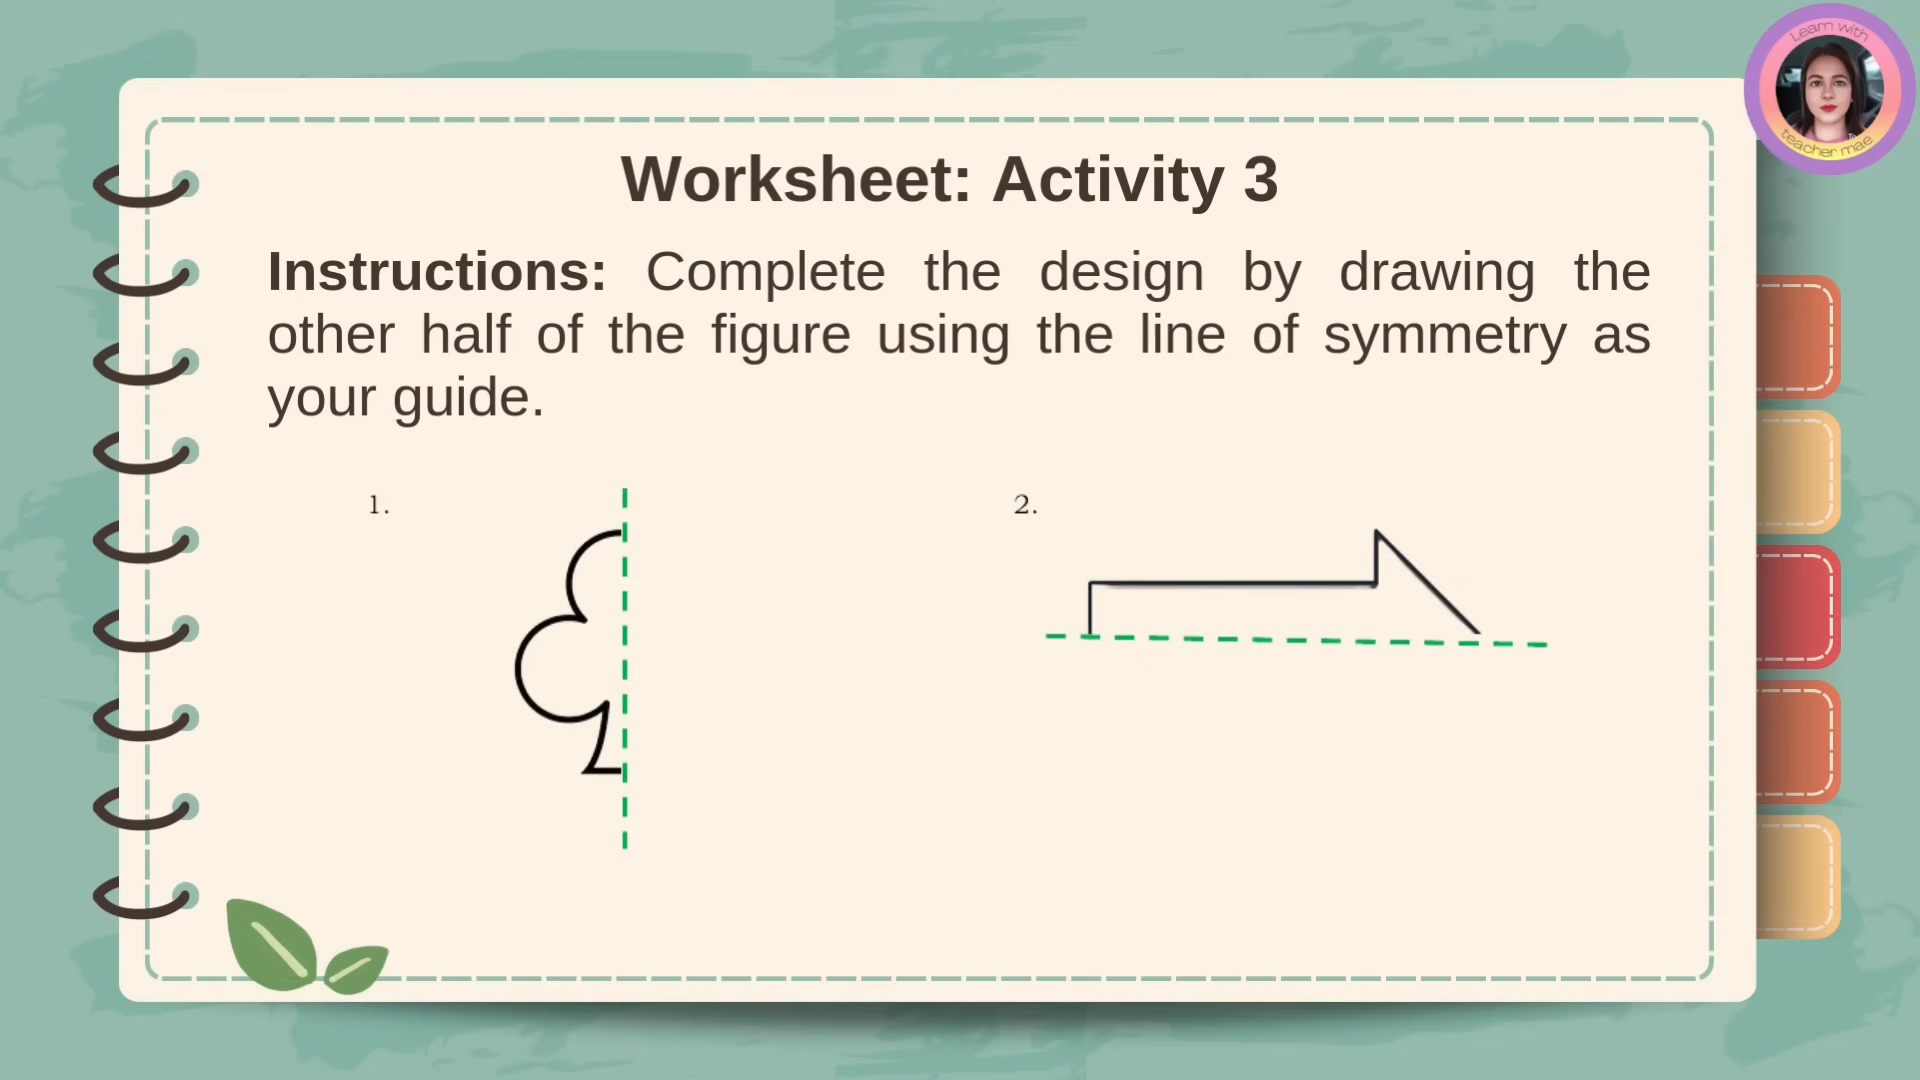 Learn with
teacher mae
Worksheet: Activity 3
Instructions: Complete the design by drawing the
other half of the figure using the line of symmetry as
your guide.
1.
2.